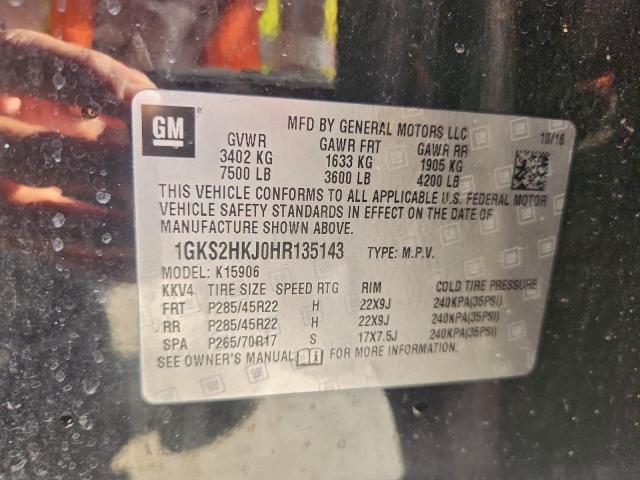 GM
MFD BY GENERAL MOTORS LLC 10/16
GVWR GAWR FRT GAWR RR
3402 KG 1633 KG 1905 KG
7500 LB 3600 LB 4200 LB
THIS VEHICLE CONFORMS TO ALL APPLICABLE U.S. FEDERAL MOTOR
VEHICLE SAFETY STANDARDS IN EFFECT ON THE DATE OF
MANUFACTURE SHOWN ABOVE.
1GKS2HKJ0HR135143 TYPE: M.P.V.
MODEL: K15906
KKV4 TIRE SIZE SPEED RTG RIM COLD TIRE PRESSURE
FRT P285/45R22 H 22X9J 240KPA(35PSI)
RR P285/45R22 H 22X9J 240KPA(35PSI)
SPA P265/70R17 S 17X7.5J 240KPA(35PSI)
SEE OWNER'S MANUAL FOR MORE INFORMATION.